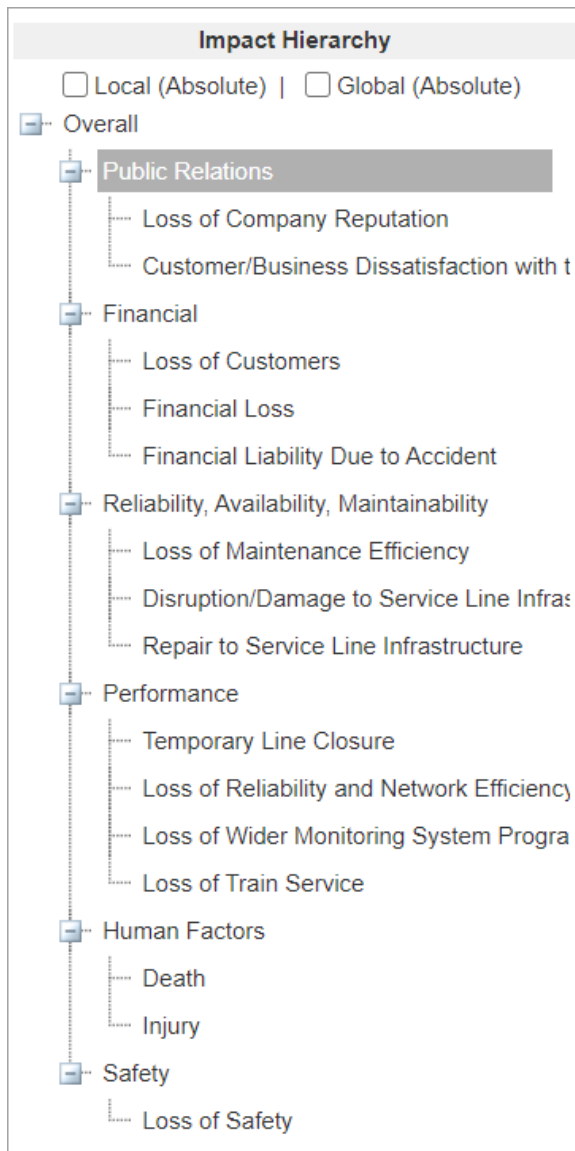 Impact Hierarchy
Local (Absolute) | Global (Absolute)
Overall
Public Relations
Loss of Company Reputation
Customer/Business Dissatisfaction with t
Financial
Loss of Customers
Financial Loss
Financial Liability Due to Accident
Reliability, Availability, Maintainability
Loss of Maintenance Efficiency
Disruption/Damage to Service Line Infras
Repair to Service Line Infrastructure
Performance
Temporary Line Closure
Loss of Reliability and Network Efficiency
Loss of Wider Monitoring System Progra
Loss of Train Service
Human Factors
Death
Injury
Safety
Loss of Safety